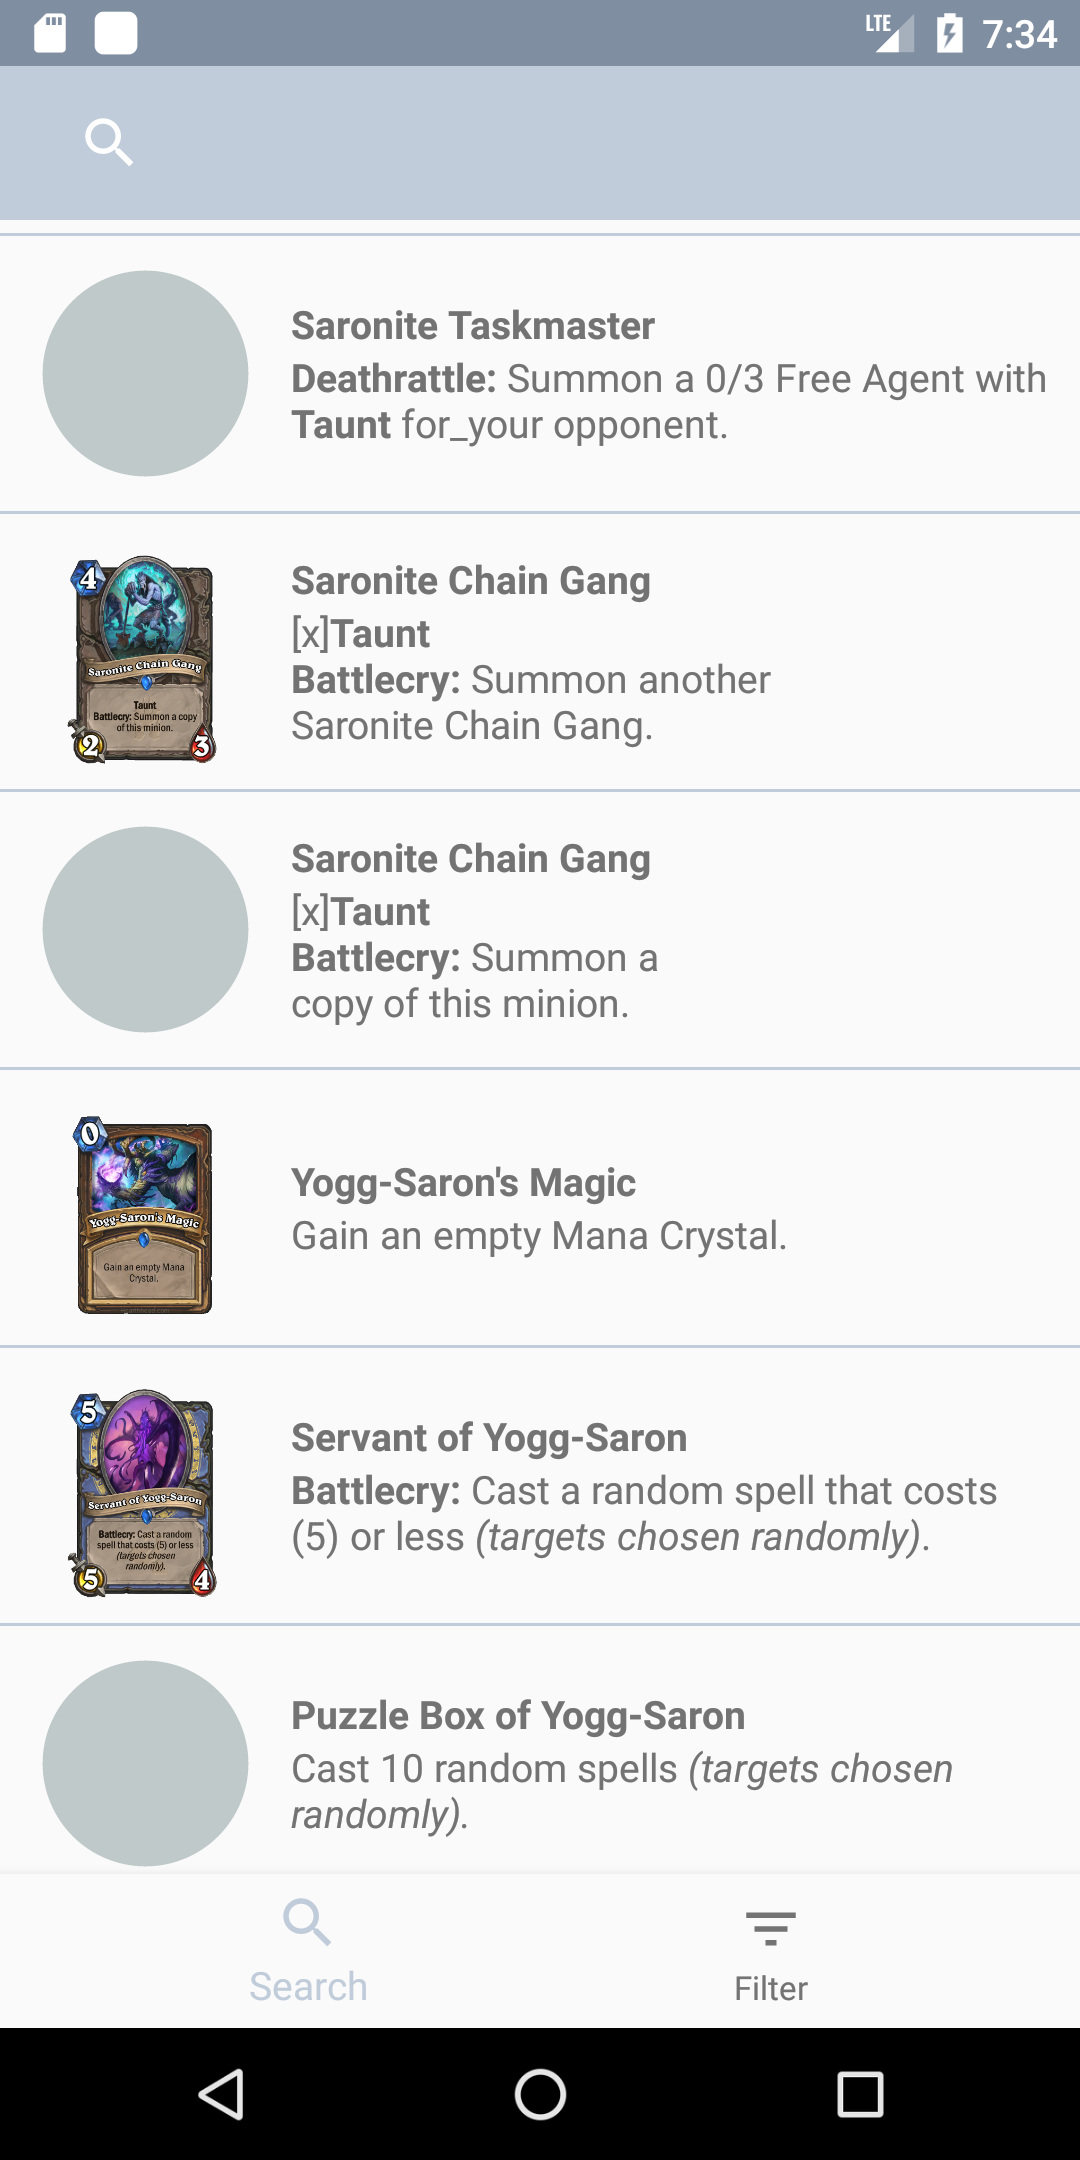 LTE 7:34
Saronite Taskmaster
Deathrattle: Summon a 0/3 Free Agent with
Taunt for_your opponent.
4
Saronite Chain Gang
Taunt
Battlecry: Summon a copy
of this minion.
2 3
Saronite Chain Gang
[x]Taunt
Battlecry: Summon another
Saronite Chain Gang.
Saronite Chain Gang
[x]Taunt
Battlecry: Summon a
copy of this minion.
0
Yogg-Saron's Magic
Gain an empty Mana
Crystal.
Yogg-Saron's Magic
Gain an empty Mana Crystal.
5
Servant of Yogg-Saron
Battlecry: Cast a random
spell that costs (5) or less
(targets chosen
randomly).
5 4
Servant of Yogg-Saron
Battlecry: Cast a random spell that costs
(5) or less (targets chosen randomly).
Puzzle Box of Yogg-Saron
Cast 10 random spells (targets chosen
randomly).
Search
Filter